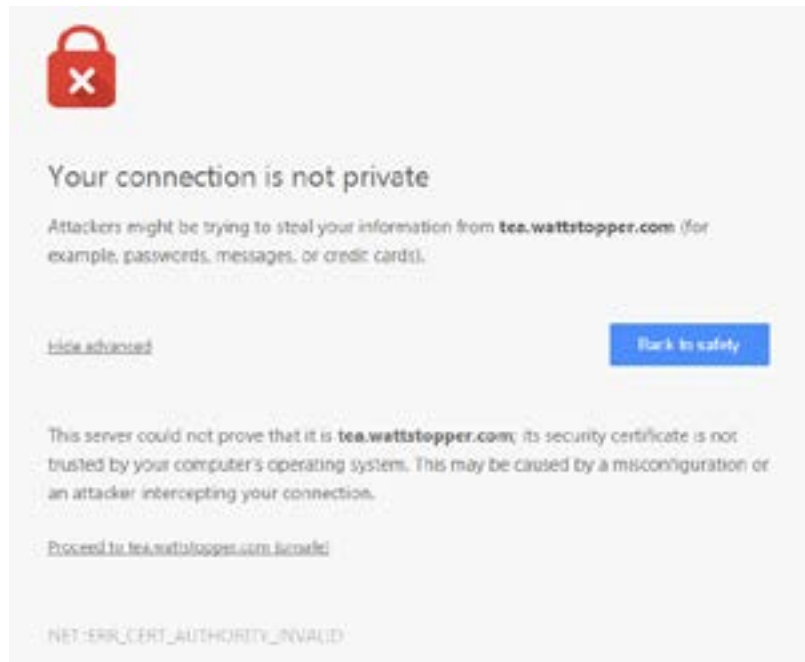 Your connection is not private
Attackers might be trying to steal your information from tea.wattstopper.com (for
example, passwords, messages, or credit cards).
Hide advanced
Back to safety
This server could not prove that it is tea.wattstopper.com; its security certificate is not
trusted by your computer's operating system. This may be caused by a misconfiguration or
an attacker intercepting your connection.
Proceed to tea.wattstopper.com (unsafe)
NET::ERR_CERT_AUTHORITY_INVALID